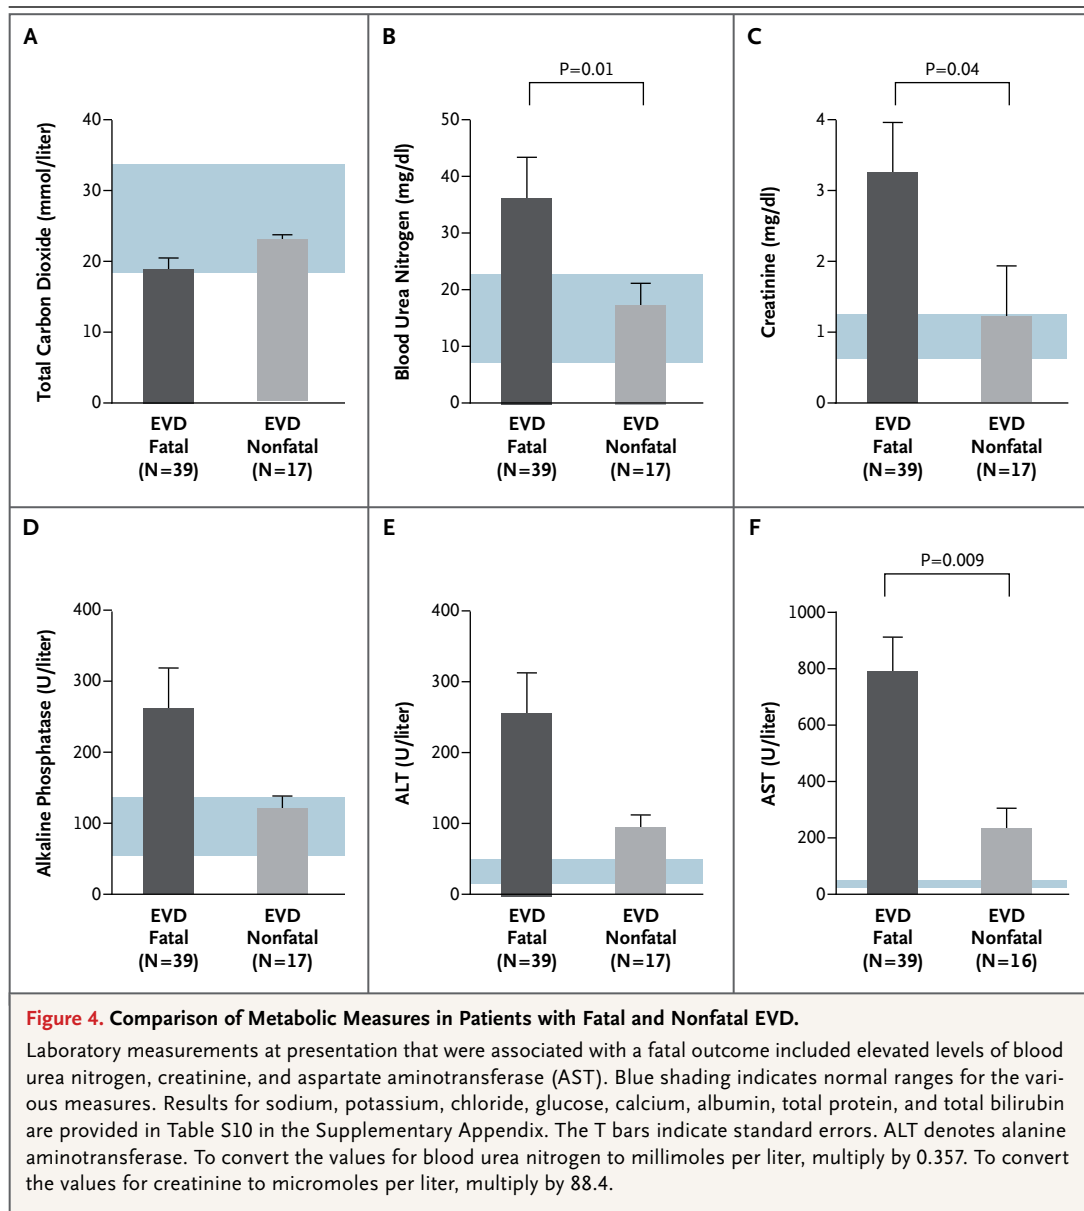 A
Total Carbon Dioxide (mmol/liter)
40
30
20
10
0
EVD
Fatal
(N=39)
EVD
Nonfatal
(N=17)
B
P=0.01
Blood Urea Nitrogen (mg/dl)
50
40
30
20
10
0
EVD
Fatal
(N=39)
EVD
Nonfatal
(N=17)
C
P=0.04
Creatinine (mg/dl)
4
3
2
1
0
EVD
Fatal
(N=39)
EVD
Nonfatal
(N=17)
D
Alkaline Phosphatase (U/liter)
400
300
200
100
0
EVD
Fatal
(N=39)
EVD
Nonfatal
(N=17)
E
ALT (U/liter)
400
300
200
100
0
EVD
Fatal
(N=39)
EVD
Nonfatal
(N=17)
F
P=0.009
AST (U/liter)
1000
800
600
400
200
0
EVD
Fatal
(N=39)
EVD
Nonfatal
(N=16)
Figure 4. Comparison of Metabolic Measures in Patients with Fatal and Nonfatal EVD.
Laboratory measurements at presentation that were associated with a fatal outcome included elevated levels of blood
urea nitrogen, creatinine, and aspartate aminotransferase (AST). Blue shading indicates normal ranges for the vari-
ous measures. Results for sodium, potassium, chloride, glucose, calcium, albumin, total protein, and total bilirubin
are provided in Table S10 in the Supplementary Appendix. The T bars indicate standard errors. ALT denotes alanine
aminotransferase. To convert the values for blood urea nitrogen to millimoles per liter, multiply by 0.357. To convert
the values for creatinine to micromoles per liter, multiply by 88.4.